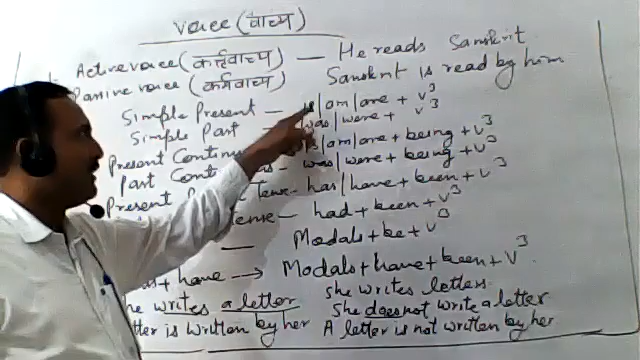 Voice (वाच्य)
Active voice (कर्तृवाच्य) — He reads Sanskrit
Passive voice (कर्मवाच्य) Sanskrit is read by him
Simple Present — is/am/are + V³
Simple Past was/were + V³
Present Continu is/am/are + being + V³
Past Cont s - was/were + being + V³
Present P Tense - has/have + been + V³
tense — had + been + V³
— Modals + be + V³
+ have → Modals + have + been + V³
he writes a letter She writes letters
tter is written by her She does not write a letter
A letter is not written by her